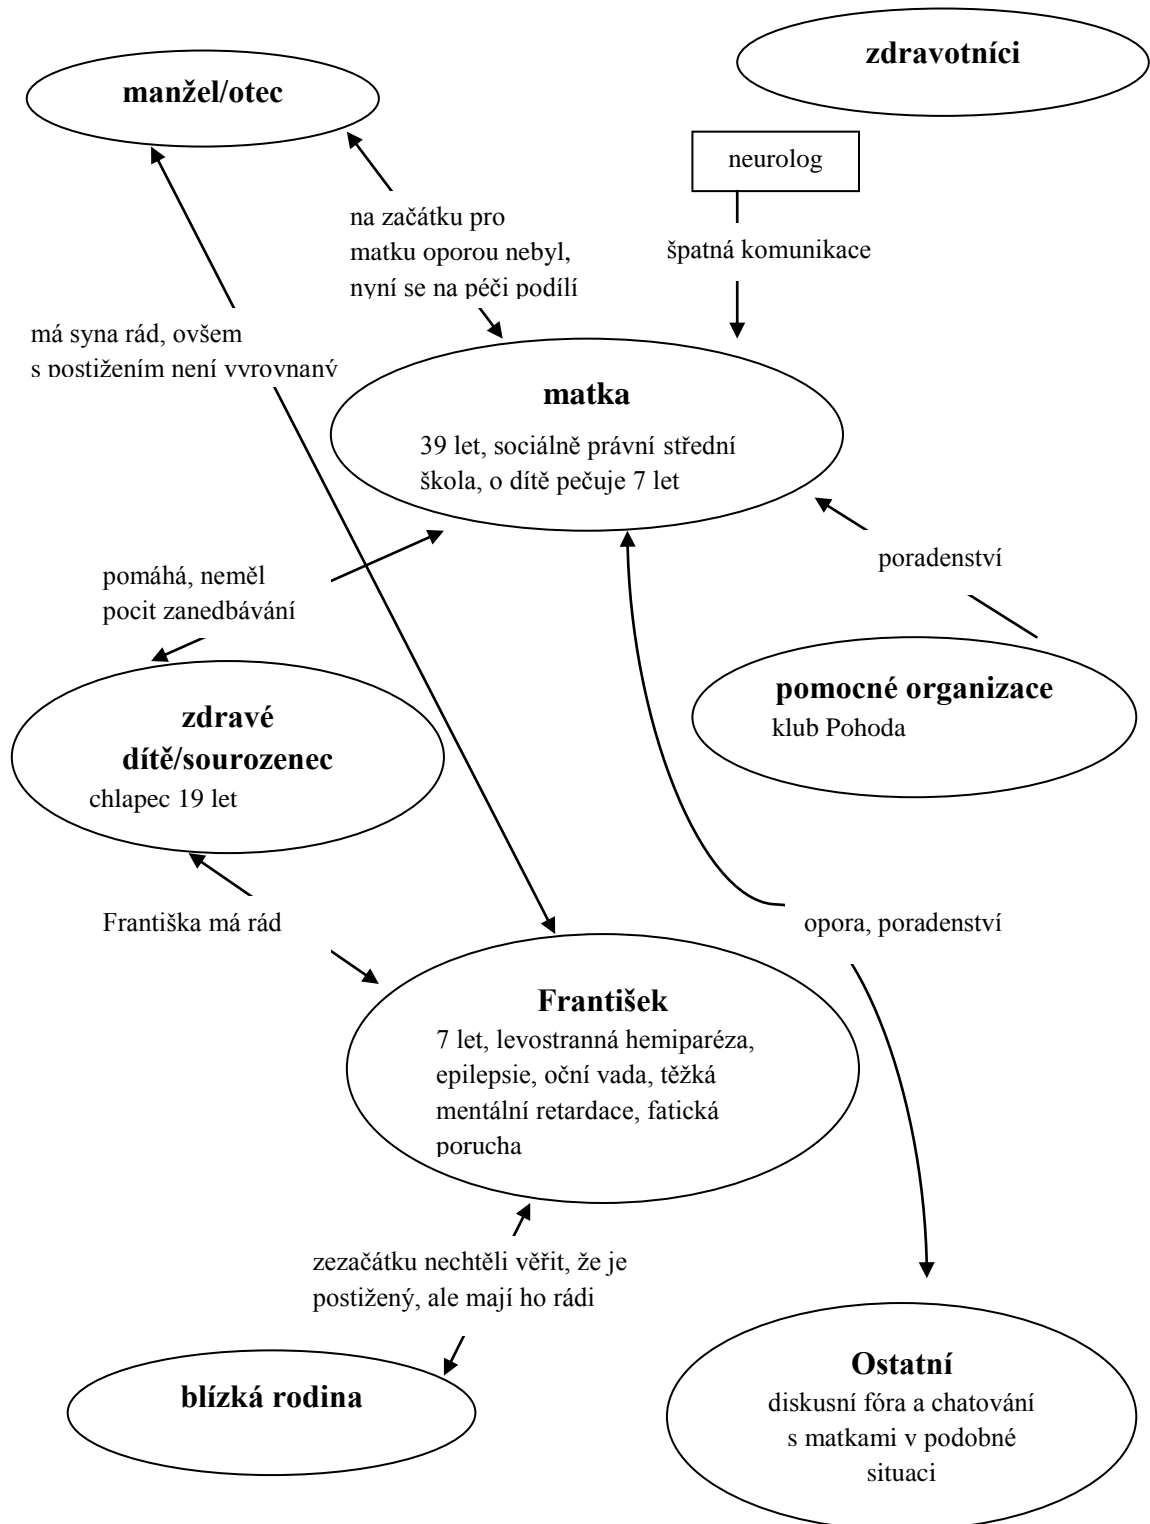 manžel/otec
zdravotníci
neurolog
na začátku pro
matku oporou nebyl,
nyní se na péči podílí
špatná komunikace
má syna rád, ovšem
s postižením není vyrovnaný
matka
39 let, sociálně právní střední
škola, o dítě pečuje 7 let
poradenství
pomáhá, neměl
pocit zanedbávání
zdravé
dítě/sourozenec
chlapec 19 let
pomocné organizace
klub Pohoda
Františka má rád
opora, poradenství
František
7 let, levostranná hemiparéza,
epilepsie, oční vada, těžká
mentální retardace, fatická
porucha
zezačátku nechtěli věřit, že je
postižený, ale mají ho rádi
blízká rodina
Ostatní
diskusní fóra a chatování
s matkami v podobné
situaci